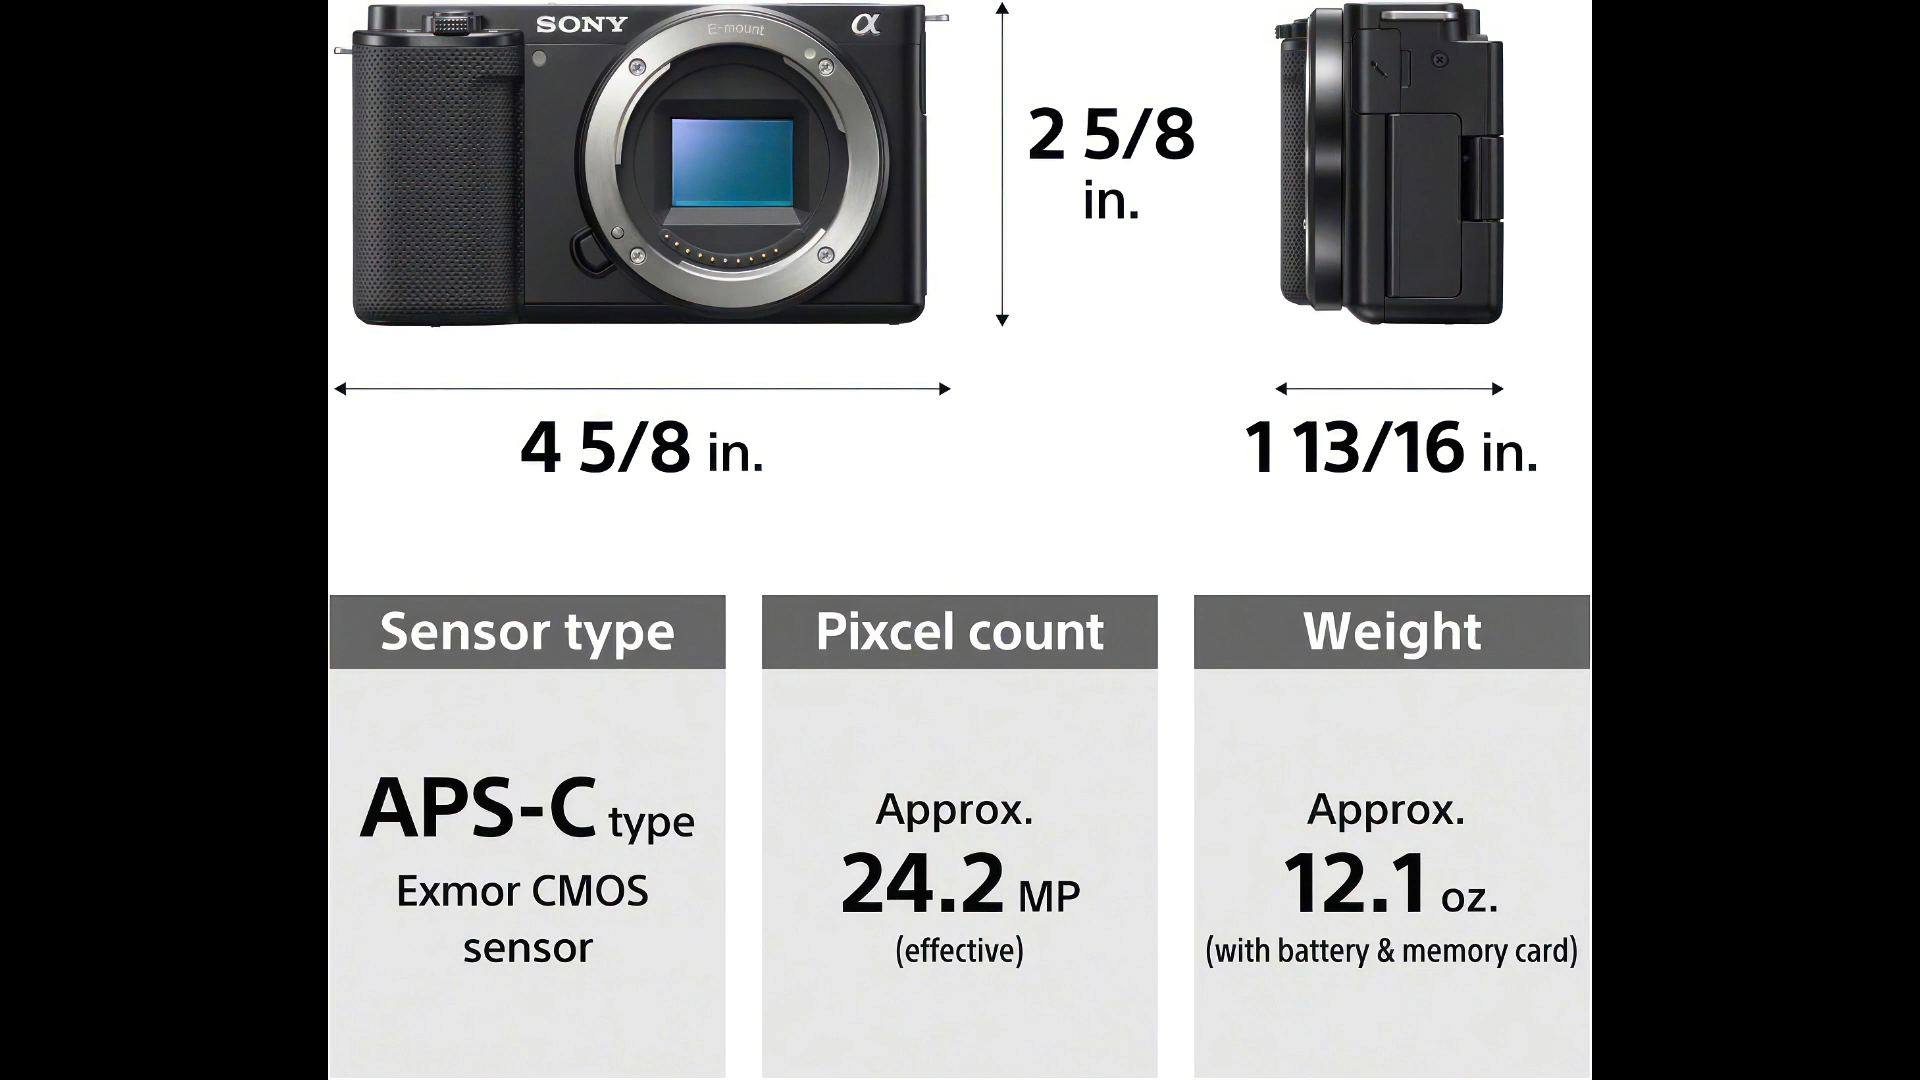 SONY
E-mount
α
2 5/8
in.
4 5/8 in.
1 13/16 in.
Sensor type
APS-C type
Exmor CMOS
sensor
Pixcel count
Approx.
24.2 MP
(effective)
Weight
Approx.
12.1 oz.
(with battery & memory card)